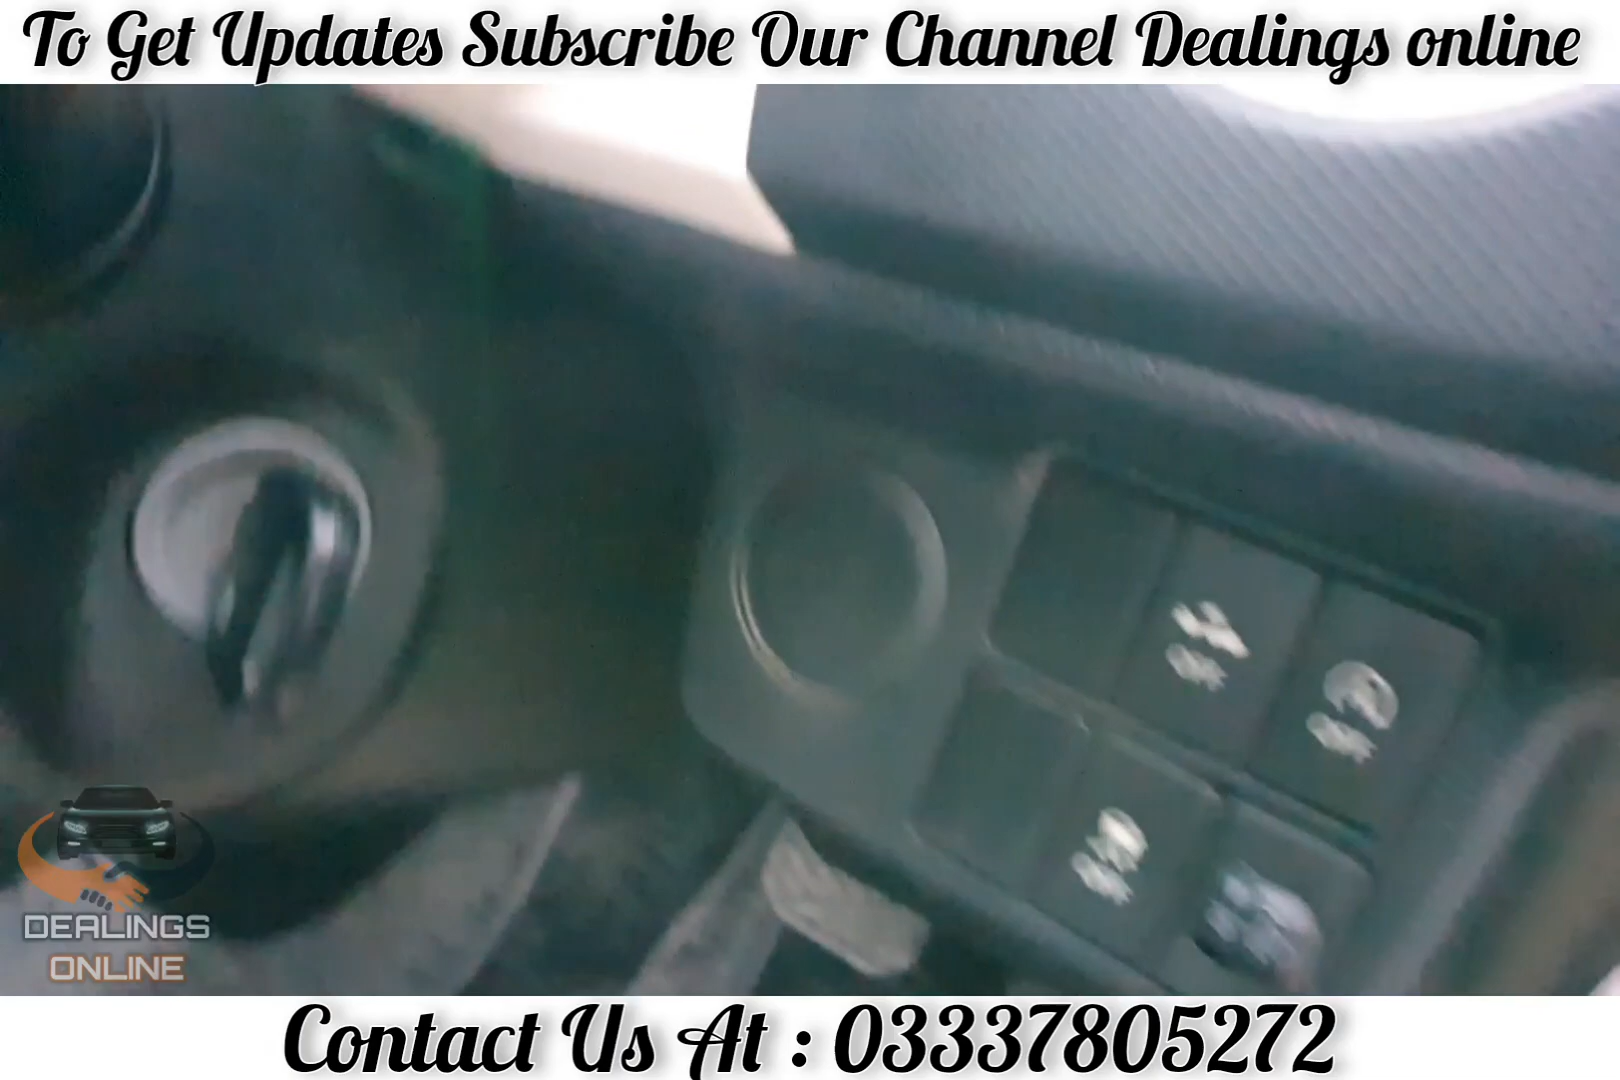 To Get Updates Subscribe Our Channel Dealings online
DEALINGS
ONLINE
Contact Us At : 03337805272